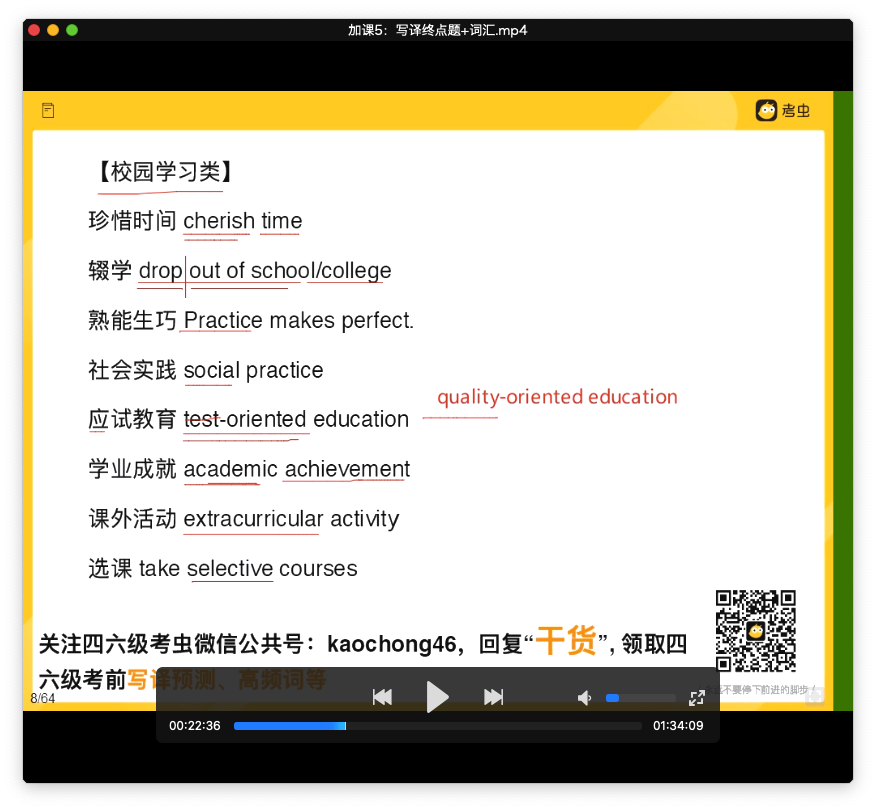 加课5：写译终点题+词汇.mp4
考虫
【校园学习类】
珍惜时间 cherish time
辍学 drop out of school/college
熟能生巧 Practice makes perfect.
社会实践 social practice
quality-oriented education
应试教育 test-oriented education
学业成就 academic achievement
课外活动 extracurricular activity
选课 take selective courses
关注四六级考虫微信公共号：kaochong46，回复“干货”, 领取四
六级考前写译预测、高频词等
不要停下前进的脚步！
8/64
00:22:36
01:34:09